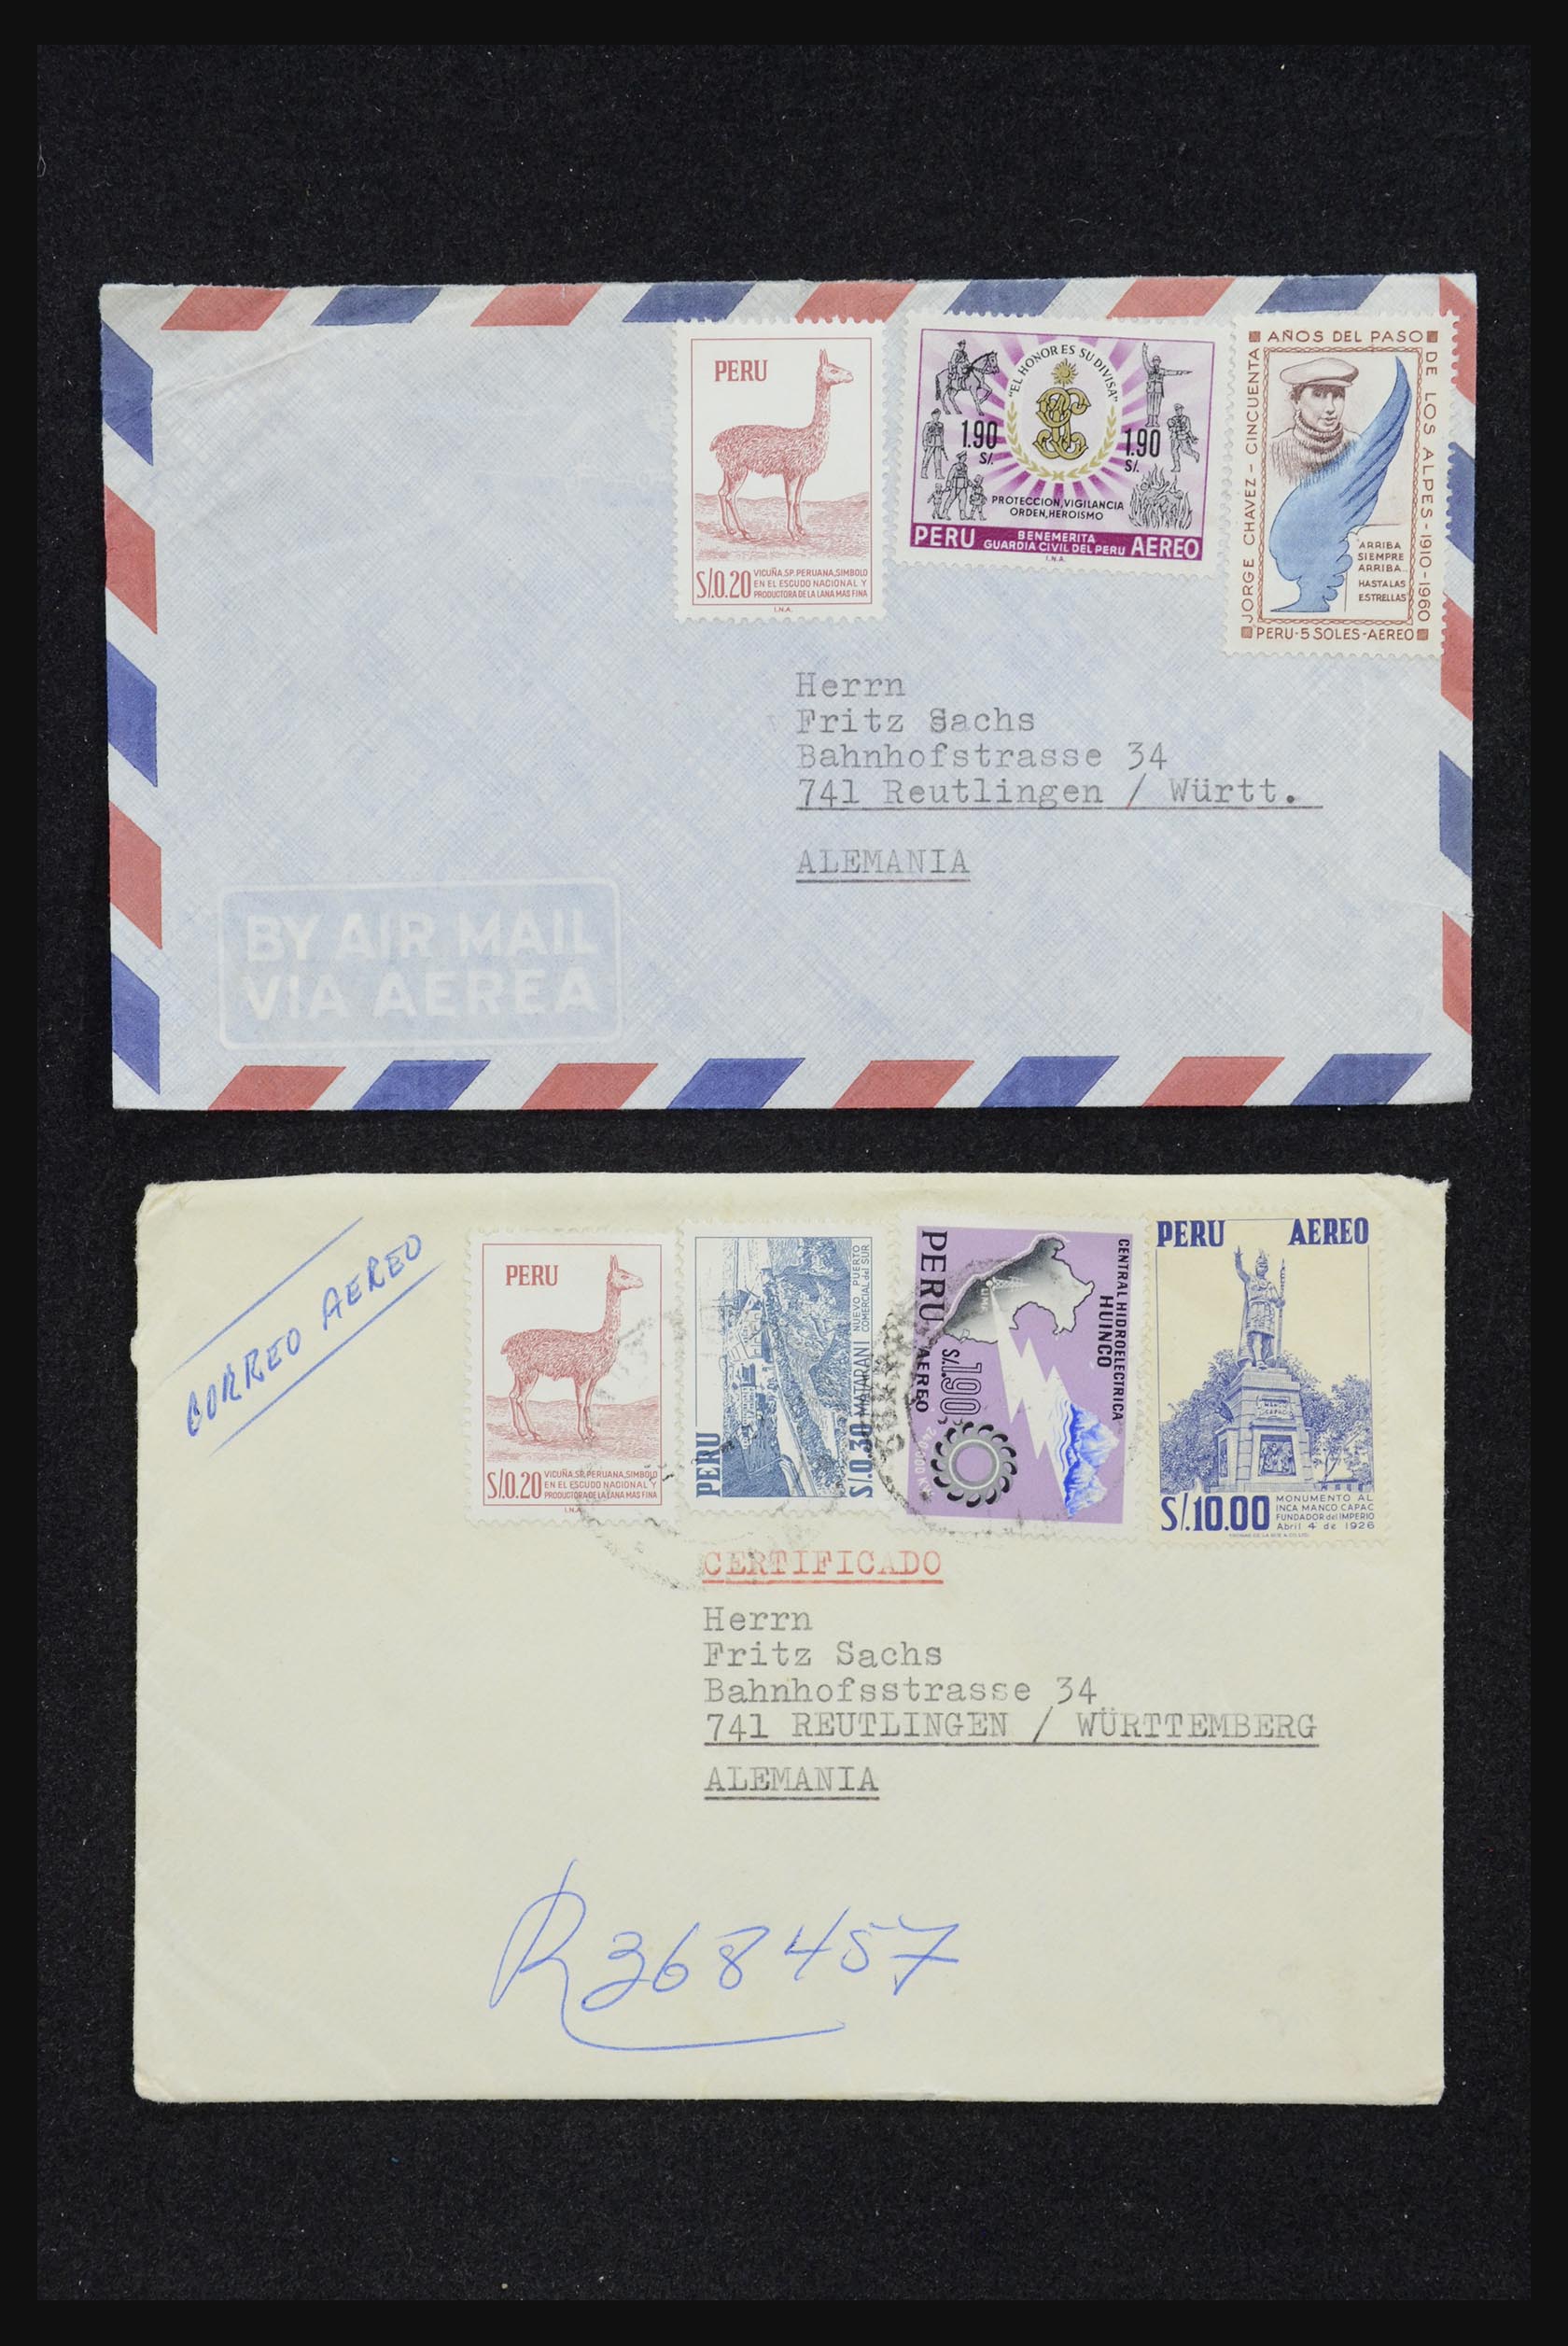 PERU
S/.0.20
VICUÑA,SP.PERUANA,SIMBOLO
EN EL ESCUDO NACIONAL Y
PRODUCTORA DE LA LANA MAS FINA
I.N.A.
"EL HONOR ES SU DIVISA"
1.90 S/.
1.90 S/.
PROTECCION,VIGILANCIA
ORDEN,HEROISMO
PERU BENEMERITA GUARDIA CIVIL DEL PERU AEREO
I.N.A.
JORGE CHAVEZ - CINCUENTA
AÑOS DEL PASO
DE LOS ALPES-1910-1960
ARRIBA
SIEMPRE
ARRIBA...
HASTA LAS
ESTRELLAS
PERU-5 SOLES-AEREO
Herrn
Fritz Sachs
Bahnhofstrasse 34
741 Reutlingen / Württ.
ALEMANIA
BY AIR MAIL
VIA AEREA
CORREO AEREO
PERU
S/.0.20
VICUÑA,SP.PERUANA,SIMBOLO
EN EL ESCUDO NACIONAL Y
PRODUCTORA DE LA LANA MAS FINA
I.N.A.
PERU
S/.0.30 MATARANI
NUEVO PUERTO
COMERCIAL del SUR
CENTRAL HIDROELECTRICA
HUINCO
S/.1.90
PERU AEREO
PERU AEREO
S/.10.00
MONUMENTO AL
INCA MANCO CAPAC
FUNDADOR del IMPERIO
Abril 4 de 1926
CERTIFICADO
Herrn
Fritz Sachs
Bahnhofsstrasse 34
741 REUTLINGEN / WÜRTTEMBERG
ALEMANIA
R368457